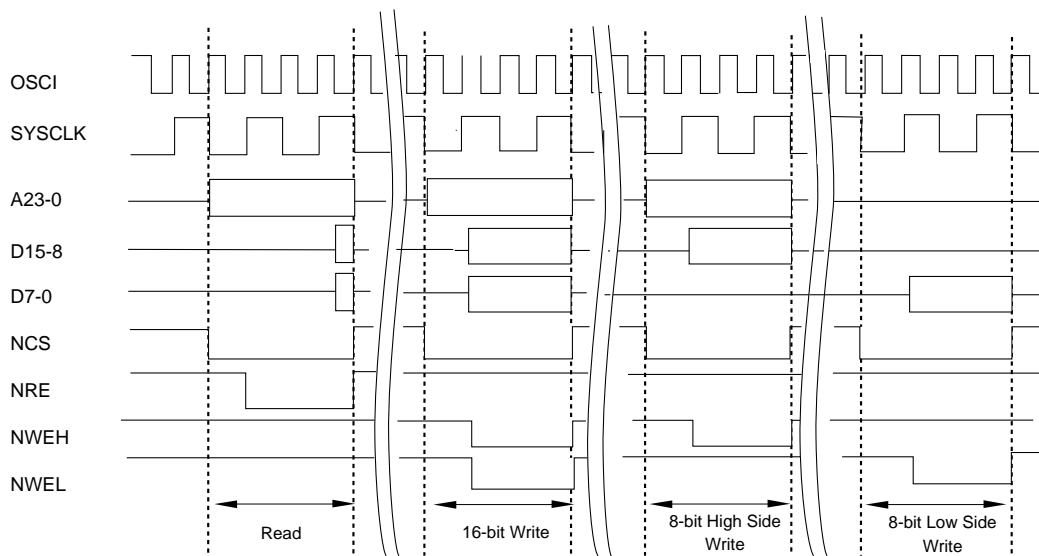 OSCI
SYSCLK
A23-0
D15-8
D7-0
NCS
NRE
NWEH
NWEL
Read
16-bit Write
8-bit High Side
Write
8-bit Low Side
Write